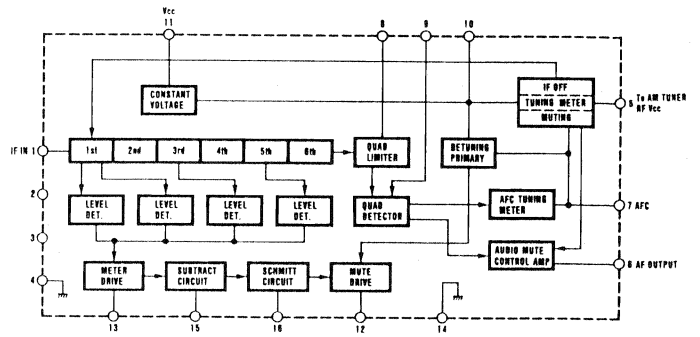 Vcc
11
8
9
10
IF OFF
TUNING METER
MUTING
5 To AM TUNER
RF Vcc
CONSTANT
VOLTAGE
IF IN 1
1st
2nd
3rd
4th
5th
6th
QUAD
LIMITER
DETUNING
PRIMARY
2
LEVEL
DET.
LEVEL
DET.
LEVEL
DET.
LEVEL
DET.
QUAD
DETECTOR
AFC TUNING
METER
7 AFC
3
AUDIO MUTE
CONTROL AMP
6 AF OUTPUT
4
METER
DRIVE
SUBTRACT
CIRCUIT
SCHMITT
CIRCUIT
MUTE
DRIVE
13
15
16
12
14